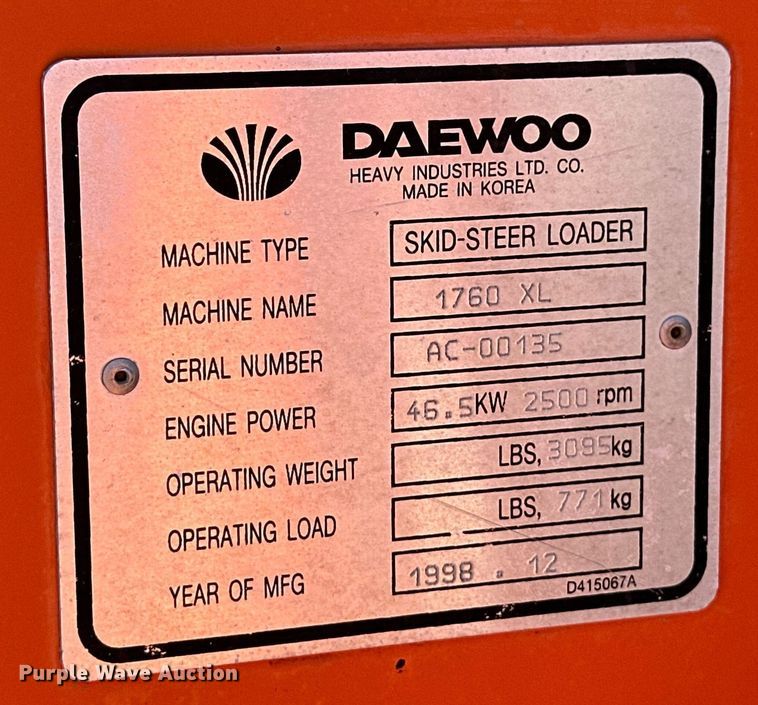 DAEWOO
HEAVY INDUSTRIES LTD. CO.
MADE IN KOREA
MACHINE TYPE SKID-STEER LOADER
MACHINE NAME 1760 XL
SERIAL NUMBER AC-00135
ENGINE POWER 46.5KW 2500 rpm
OPERATING WEIGHT LBS, 3095kg
OPERATING LOAD LBS, 771kg
YEAR OF MFG 1998 . 12
D415067A
Purple Wave Auction